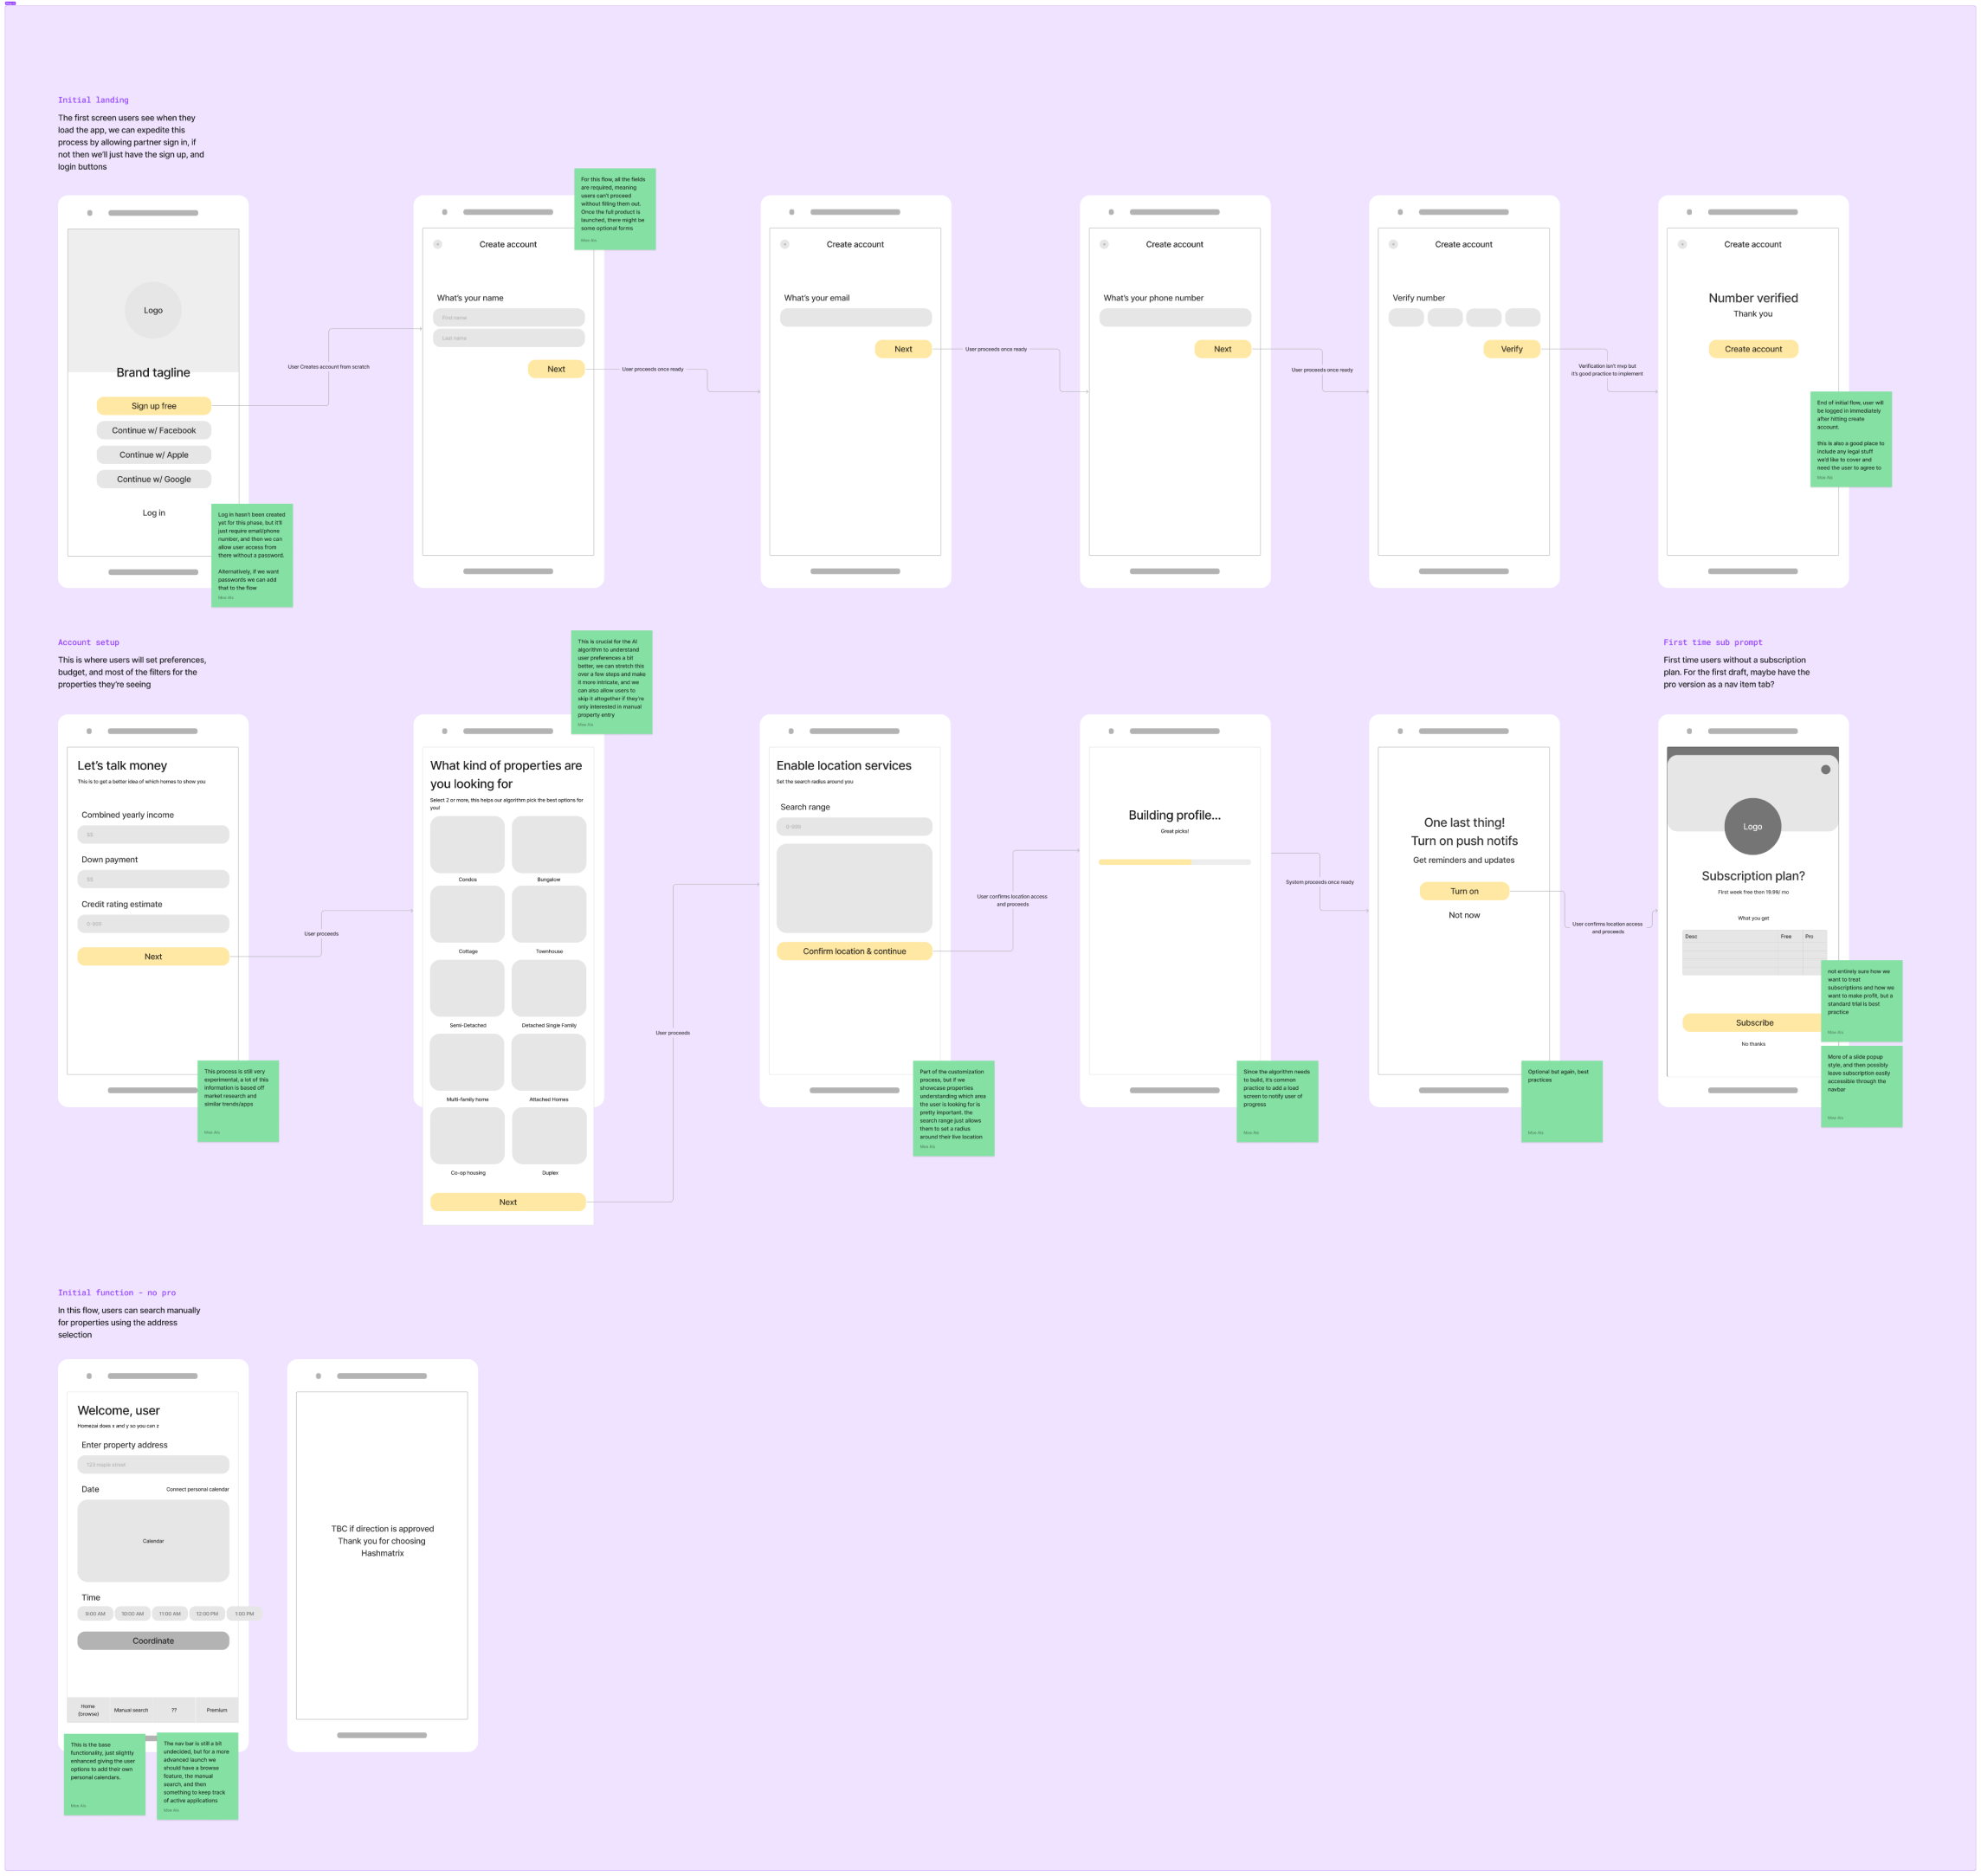 Initial landing
The first screen users see when they
load the app, we can expedite this
process by allowing partner sign in, if
not then we'll just have the sign up, and
login buttons
Logo
Brand tagline
Sign up free
Continue w/ Facebook
Continue w/ Apple
Continue w/ Google
Log in
Log in hasn't been created
yet for this phase, but it'll
just require email/phone
number, and then we can
allow user access from
there without a password.
Alternatively, if we want
passwords we can add
that to the flow
User Creates account from scratch
Create account
What's your name
First name
Last name
Next
For this flow, all the fields
are required, meaning
users can't proceed
without filling them out.
Once the full product is
launched, there might be
some optional forms
User proceeds once ready
Create account
What's your email
Next
User proceeds once ready
Create account
What's your phone number
Next
User proceeds once ready
Create account
Verify number
Verify
Verification isn't mvp but
it's good practice to implement
Create account
Number verified
Thank you
Create account
End of initial flow, user will
be logged in immediately
after hitting create
account.
this is also a good place to
include any legal stuff
we'd like to cover and
need the user to agree to
Account setup
This is where users will set preferences,
budget, and most of the filters for the
properties they're seeing
Let's talk money
This is to get a better idea of which homes to show you
Combined yearly income
$$
Down payment
$$
Credit rating estimate
0-900
Next
This process is still very
experimental, a lot of this
information is based off
market research and
similar trends/apps
User proceeds
This is crucial for the AI
algorithm to understand
user preferences a bit
better, we can stretch this
over a few steps and make
it more intricate, and we
can also allow users to
skip it altogether if they're
only interested in manual
property entry
What kind of properties are
you looking for
Select 2 or more, this helps our algorithm pick the best options for
you!
Condos
Bungalow
Cottage
Townhouse
Semi-Detached
Detached Single Family
Multi-family home
Attached Homes
Co-op housing
Duplex
Next
User proceeds
Enable location services
Set the search radius around you
Search range
Confirm location & continue
Part of the customization
process, but if we
showcase properties
understanding which area
the user is looking for is
pretty important. the
search range just allows
them to set a radius
around their live location
User confirms location access
and proceeds
Building profile...
Great picks!
Since the algorithm needs
to build, it's common
practice to add a load
screen to notify user of
progress
System proceeds once ready
One last thing!
Turn on push notifs
Get reminders and updates
Turn on
Not now
Optional but again, best
practices
User confirms location access
and proceeds
First time sub prompt
First time users without a subscription
plan. For the first draft, maybe have the
pro version as a nav item tab?
Logo
Subscription plan?
First week free then 19.99/ mo
What you get
Desc Free Pro
Subscribe
No thanks
not entirely sure how we
want to treat
subscriptions and how we
want to make profit, but a
standard trial is best
practice
More of a slide popup
style, and then possibly
leave subscription easily
accessible through the
navbar
Initial function - no pro
In this flow, users can search manually
for properties using the address
selection
Welcome, user
Homezai does x and y so you can z
Enter property address
123 maple street
Date Connect personal calendar
Calendar
Time
9:00 AM 10:00 AM 11:00 AM 12:00 PM 1:00 PM
Coordinate
Home
(browse)
Manual search
??
Premium
This is the base
functionality, just slightly
enhanced giving the user
options to add their own
personal calendars.
The nav bar is still a bit
undecided, but for a more
advanced launch we
should have a browse
feature, the manual
search, and then
something to keep track
of active applications
TBC if direction is approved
Thank you for choosing
Hashmatrix